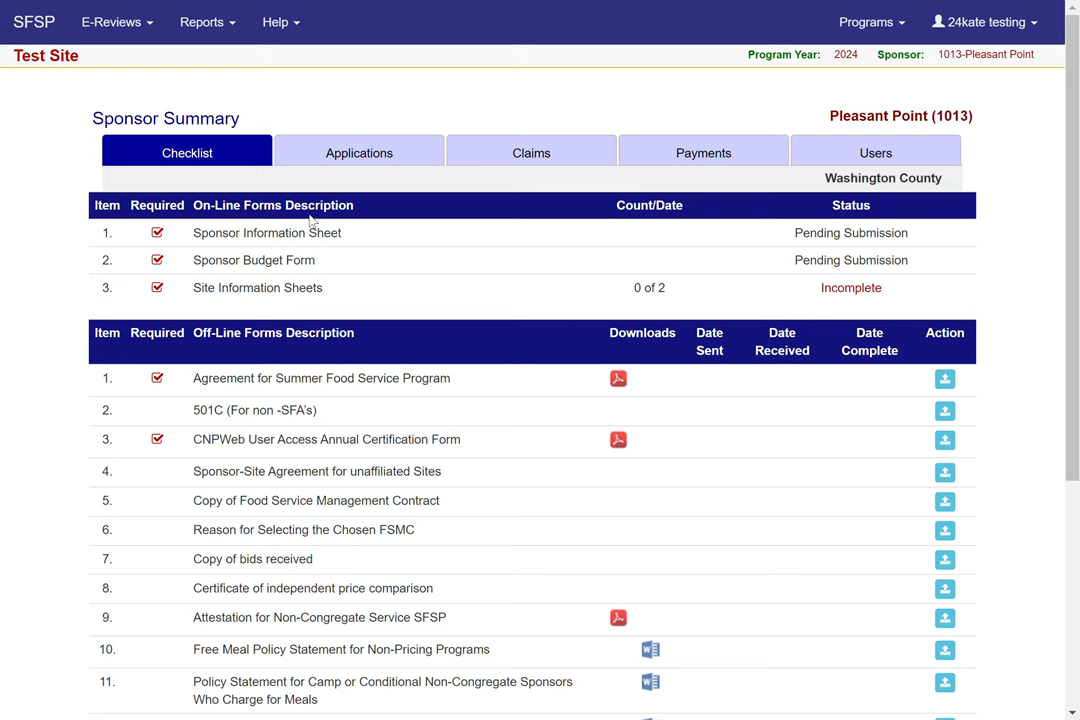 SFSP E-Reviews Reports Help Programs 24kate testing
Test Site Program Year: 2024 Sponsor: 1013-Pleasant Point
Sponsor Summary Pleasant Point (1013)
Checklist Applications Claims Payments Users
Washington County
Item Required On-Line Forms Description Count/Date Status
1. Sponsor Information Sheet Pending Submission
2. Sponsor Budget Form Pending Submission
3. Site Information Sheets 0 of 2 Incomplete
Item Required Off-Line Forms Description Downloads Date Sent Date Received Date Complete Action
1. Agreement for Summer Food Service Program
2. 501C (For non -SFA's)
3. CNPWeb User Access Annual Certification Form
4. Sponsor-Site Agreement for unaffiliated Sites
5. Copy of Food Service Management Contract
6. Reason for Selecting the Chosen FSMC
7. Copy of bids received
8. Certificate of independent price comparison
9. Attestation for Non-Congregate Service SFSP
10. Free Meal Policy Statement for Non-Pricing Programs
11. Policy Statement for Camp or Conditional Non-Congregate Sponsors
Who Charge for Meals